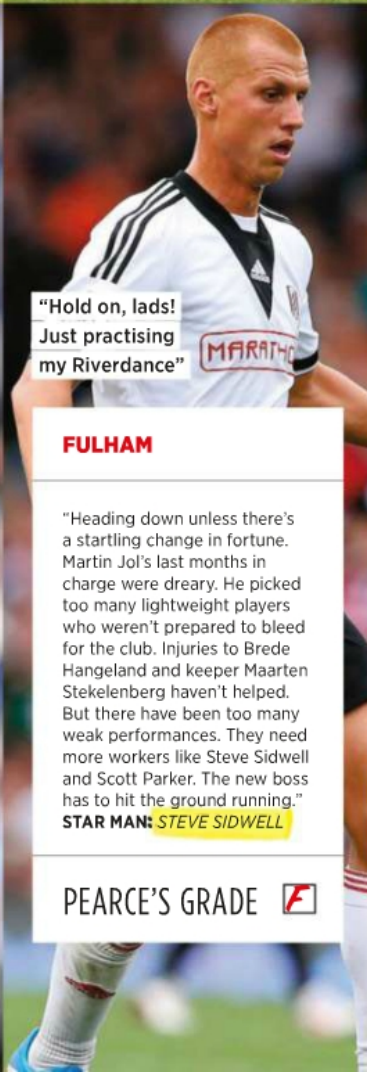 “Hold on, lads!
Just practising
my Riverdance”
MARATHO
FULHAM
“Heading down unless there’s
a startling change in fortune.
Martin Jol’s last months in
charge were dreary. He picked
too many lightweight players
who weren’t prepared to bleed
for the club. Injuries to Brede
Hangeland and keeper Maarten
Stekelenberg haven’t helped.
But there have been too many
weak performances. They need
more workers like Steve Sidwell
and Scott Parker. The new boss
has to hit the ground running.”
STAR MAN: STEVE SIDWELL
PEARCE’S GRADE F